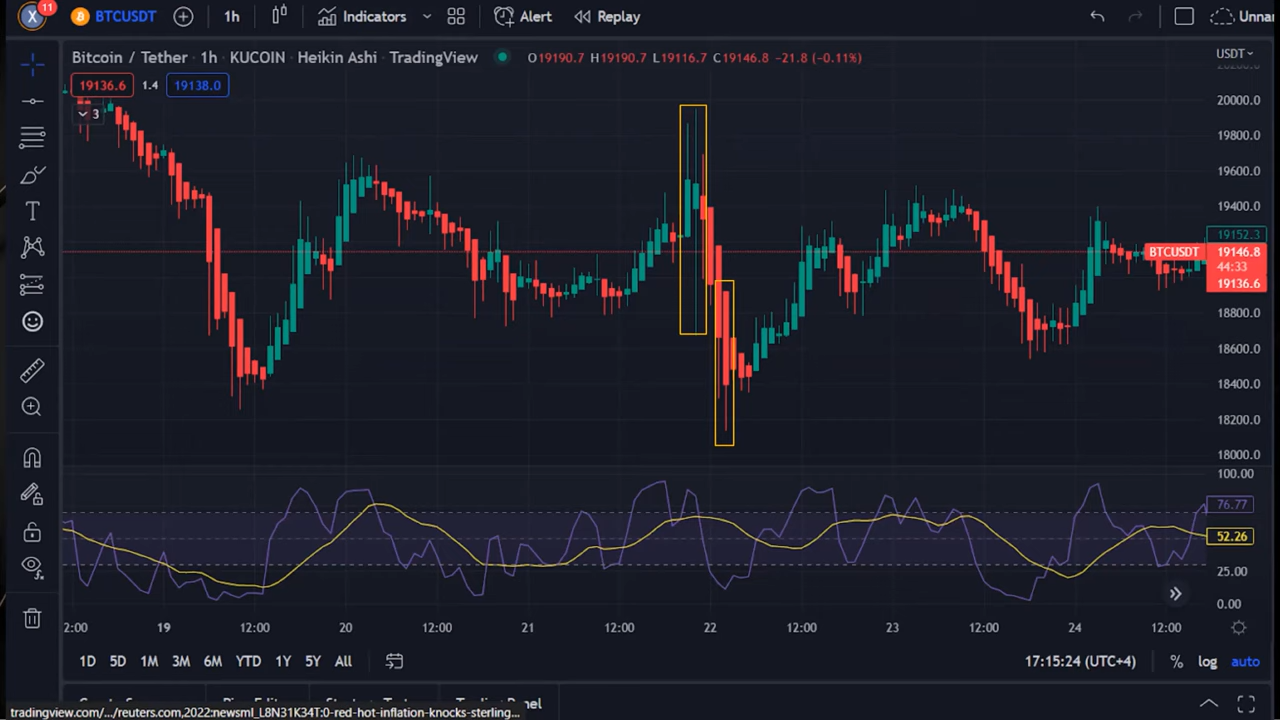 X 11 BTCUSDT 1h Indicators Alert Replay Unnar
Bitcoin / Tether · 1h · KUCOIN · Heikin Ashi · TradingView O19190.7 H19190.7 L19116.7 C19146.8 −21.8 (−0.11%) USDT
19136.6 1.4 19138.0
3
20000.0
19800.0
19600.0
19400.0
19152.3
BTCUSDT 19146.8
44:33
19136.6
18800.0
18600.0
18400.0
18200.0
18000.0
100.00
76.77
52.26
25.00
0.00
2:00 19 12:00 20 12:00 21 12:00 22 12:00 23 12:00 24 12:00
1D 5D 1M 3M 6M YTD 1Y 5Y All 17:15:24 (UTC+4) % log auto
tradingview.com/.../reuters.com,2022:newsml_L8N31K34T:0-red-hot-inflation-knocks-sterling...